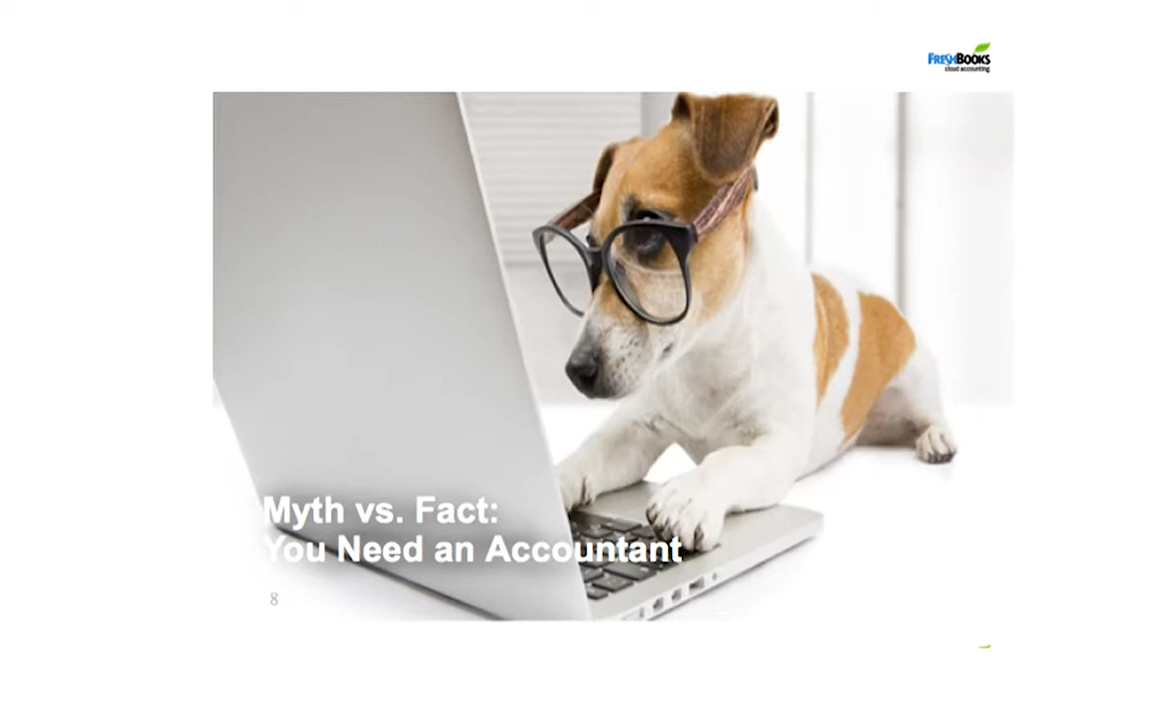 FRESHBOOKS
cloud accounting
Myth vs. Fact:
You Need an Accountant
8